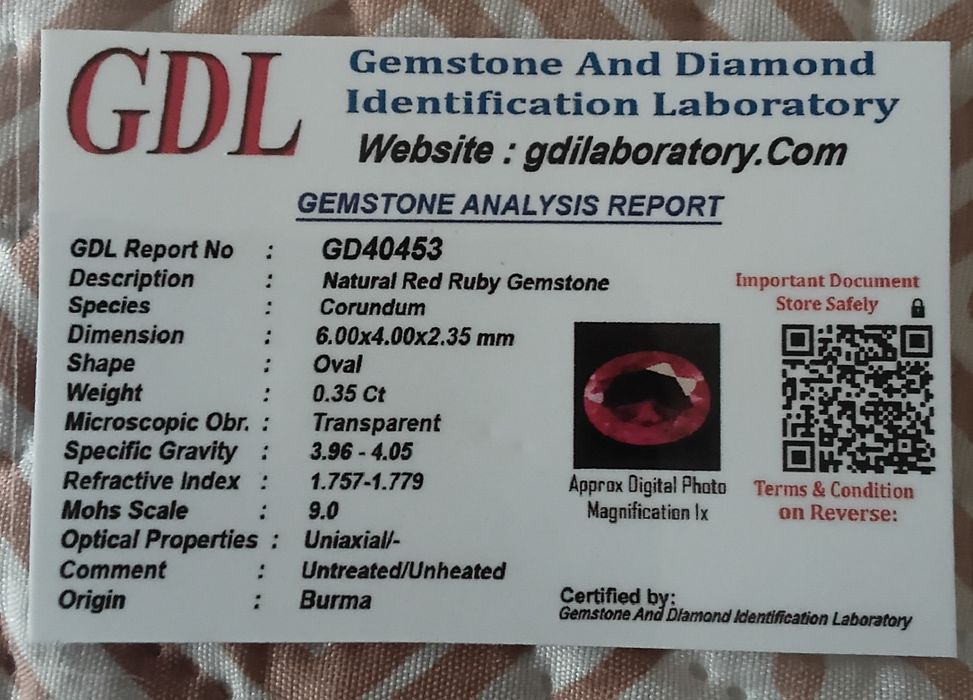 GDL
Gemstone And Diamond
Identification Laboratory
Website : gdilaboratory.Com
GEMSTONE ANALYSIS REPORT
GDL Report No : GD40453
Description : Natural Red Ruby Gemstone
Species : Corundum
Dimension : 6.00x4.00x2.35 mm
Shape : Oval
Weight : 0.35 Ct
Microscopic Obr. : Transparent
Specific Gravity : 3.96 - 4.05
Refractive Index : 1.757-1.779
Mohs Scale : 9.0
Optical Properties : Uniaxial/-
Comment : Untreated/Unheated
Origin : Burma
Important Document
Store Safely
Approx Digital Photo
Magnification Ix
Terms & Condition
on Reverse:
Certified by:
Gemstone And Diamond Identification Laboratory